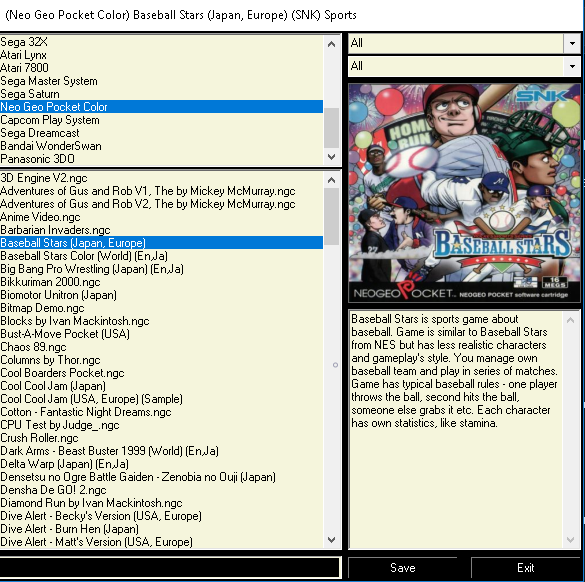 (Neo Geo Pocket Color) Baseball Stars (Japan, Europe) (SNK) Sports
Sega 32X
Atari Lynx
Atari 7800
Sega Master System
Sega Saturn
Neo Geo Pocket Color
Capcom Play System
Sega Dreamcast
Bandai WonderSwan
Panasonic 3DO
3D Engine V2.ngc
Adventures of Gus and Rob V1, The by Mickey McMurray.ngc
Adventures of Gus and Rob V2, The by Mickey McMurray.ngc
Anime Video.ngc
Barbarian Invaders.ngc
Baseball Stars (Japan, Europe)
Baseball Stars Color (World) (En,Ja)
Big Bang Pro Wrestling (Japan) (En,Ja)
Bikkuriman 2000.ngc
Biomotor Unitron (Japan)
Bitmap Demo.ngc
Blocks by Ivan Mackintosh.ngc
Bust-A-Move Pocket (USA)
Chaos 89.ngc
Columns by Thor.ngc
Cool Boarders Pocket.ngc
Cool Cool Jam (Japan)
Cool Cool Jam (USA, Europe) (Sample)
Cotton - Fantastic Night Dreams.ngc
CPU Test by Judge_.ngc
Crush Roller.ngc
Dark Arms - Beast Buster 1999 (World) (En,Ja)
Delta Warp (Japan) (En,Ja)
Densetsu no Ogre Battle Gaiden - Zenobia no Ouji (Japan)
Densha De GO! 2.ngc
Diamond Run by Ivan Mackintosh.ngc
Dive Alert - Becky's Version (USA, Europe)
Dive Alert - Burn Hen (Japan)
Dive Alert - Matt's Version (USA, Europe)
All
All
SNK
HOME
BASEBALL STARS
16
MEGS
NEOGEO POCKET NEOGEO POCKET software cartridge
Baseball Stars is sports game about
baseball. Game is similar to Baseball Stars
from NES but has less realistic characters
and gameplay's style. You manage own
baseball team and play in series of matches.
Game has typical baseball rules - one player
throws the ball, second hits the ball,
someone else grabs it etc. Each character
has own statistics, like stamina.
Save
Exit